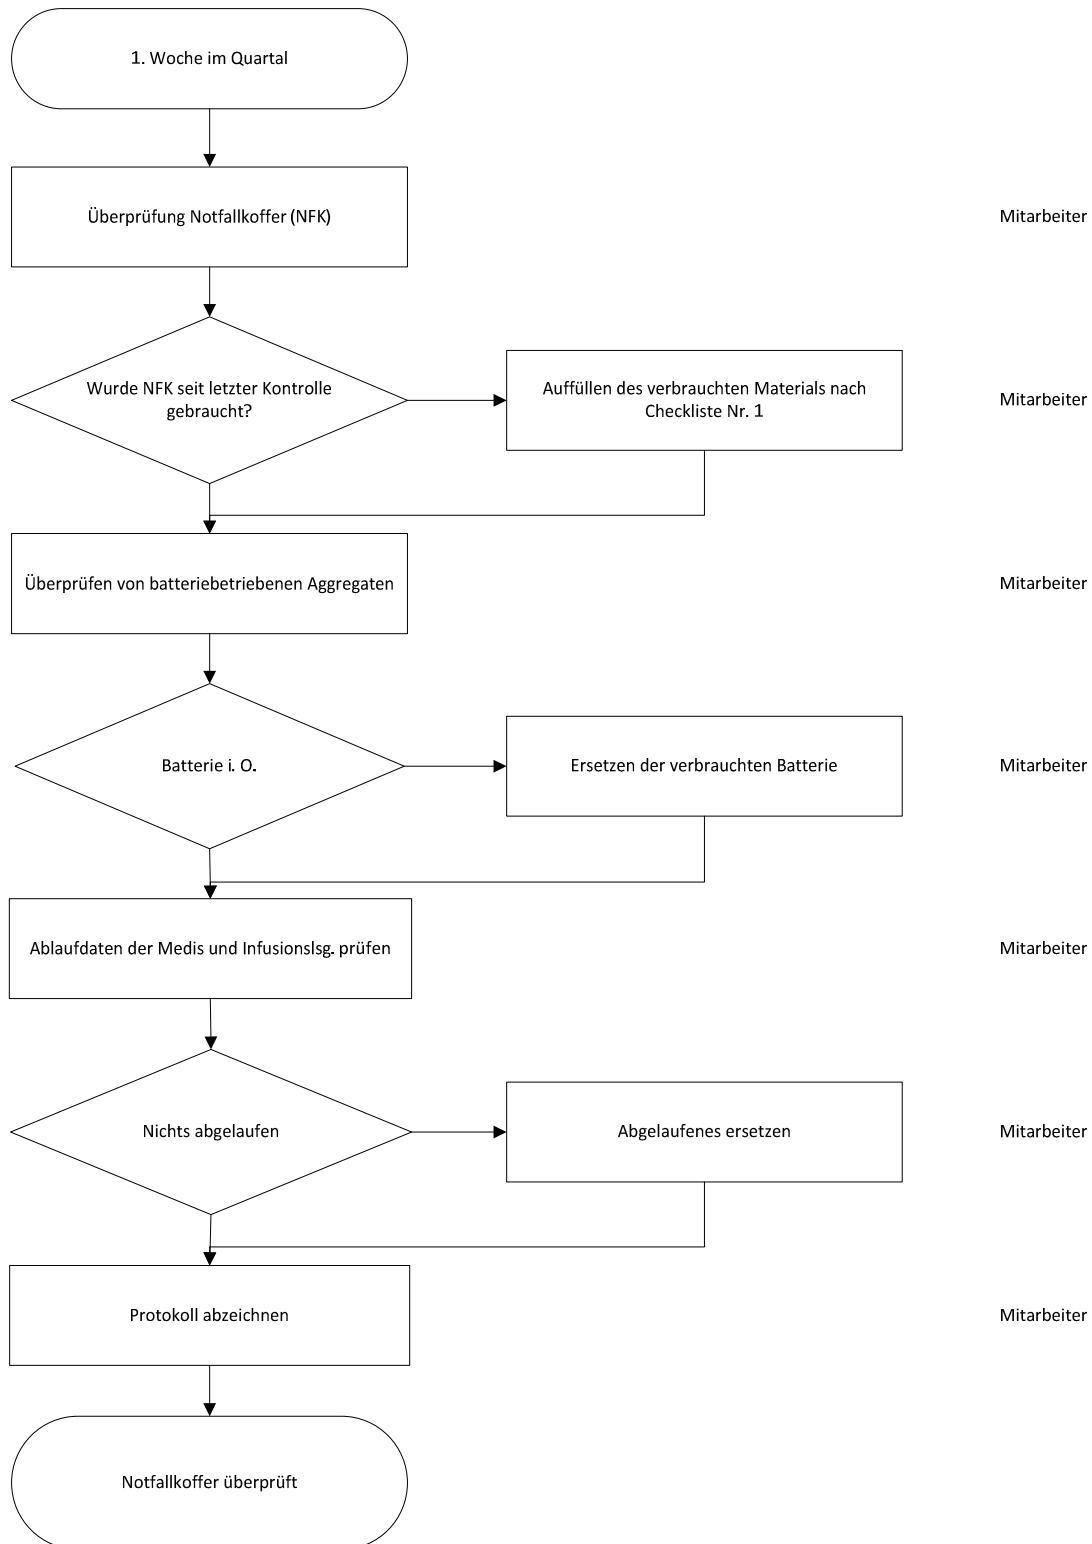 1. Woche im Quartal
Überprüfung Notfallkoffer (NFK)
Mitarbeiter
Wurde NFK seit letzter Kontrolle
gebraucht?
Auffüllen des verbrauchten Materials nach
Checkliste Nr. 1
Mitarbeiter
Überprüfen von batteriebetriebenen Aggregaten
Mitarbeiter
Batterie i. O.
Ersetzen der verbrauchten Batterie
Mitarbeiter
Ablaufdaten der Medis und Infusionslsg. prüfen
Mitarbeiter
Nichts abgelaufen
Abgelaufenes ersetzen
Mitarbeiter
Protokoll abzeichnen
Mitarbeiter
Notfallkoffer überprüft